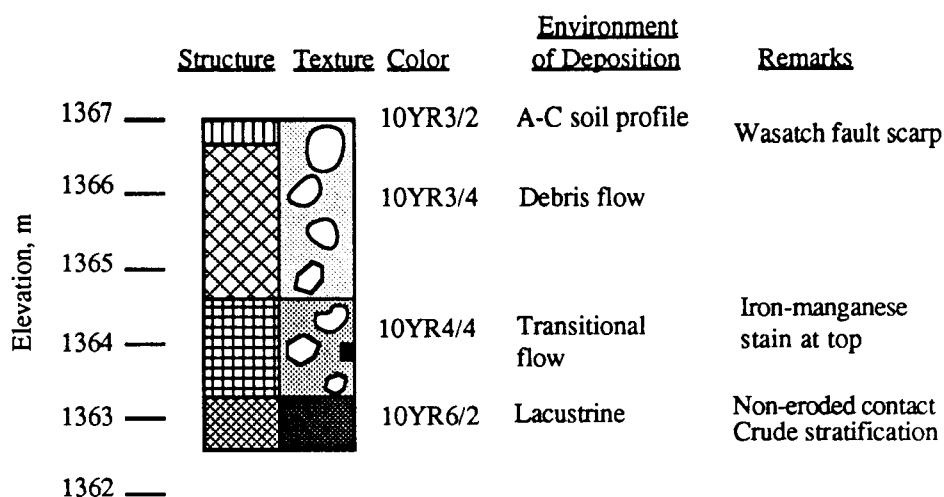 Environment
Structure Texture Color of Deposition Remarks
1367 10YR3/2 A-C soil profile Wasatch fault scarp
1366 10YR3/4 Debris flow
1365
Elevation, m
1364 10YR4/4 Transitional flow Iron-manganese stain at top
1363 10YR6/2 Lacustrine Non-eroded contact
Crude stratification
1362